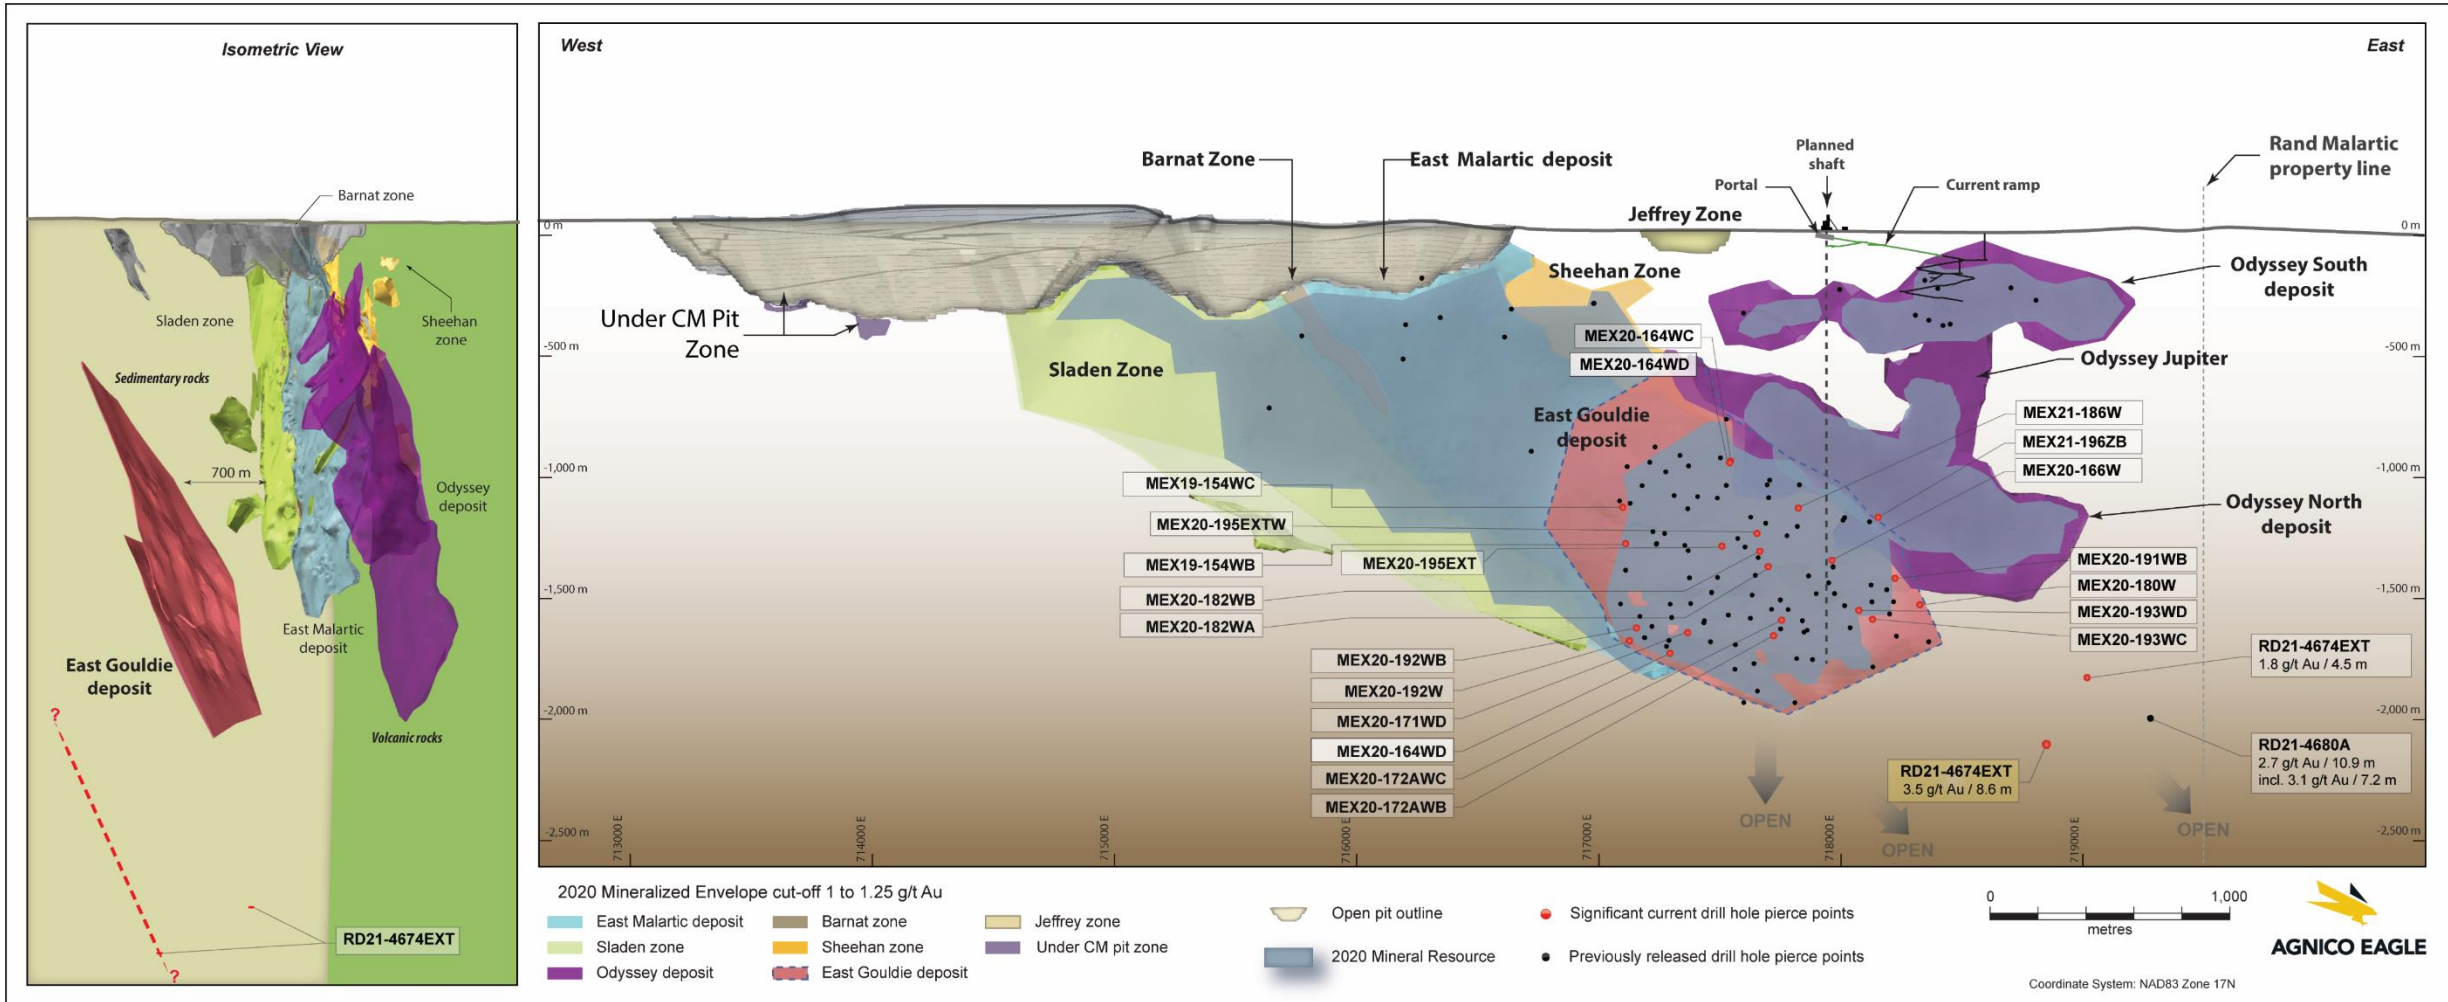 Isometric View
Barnat zone
Sladen zone
Sheehan
zone
Sedimentary rocks
700 m
Odyssey
deposit
East Malartic
deposit
East Gouldie
deposit
Volcanic rocks
?
?
RD21-4674EXT
West
East
Barnat Zone
East Malartic deposit
Planned
shaft
Portal
Current ramp
Rand Malartic
property line
Jeffrey Zone
0 m
0 m
Sheehan Zone
Odyssey South
deposit
Under CM Pit
Zone
MEX20-164WC
MEX20-164WD
-500 m
-500 m
Sladen Zone
Odyssey Jupiter
East Gouldie
deposit
MEX21-186W
MEX21-196ZB
MEX20-166W
-1,000 m
-1,000 m
MEX19-154WC
MEX20-195EXTW
MEX19-154WB
MEX20-195EXT
MEX20-182WB
MEX20-182WA
Odyssey North
deposit
MEX20-191WB
MEX20-180W
MEX20-193WD
MEX20-193WC
-1,500 m
-1,500 m
MEX20-192WB
MEX20-192W
MEX20-171WD
MEX20-164WD
MEX20-172AWC
MEX20-172AWB
RD21-4674EXT
1.8 g/t Au / 4.5 m
-2,000 m
-2,000 m
RD21-4680A
2.7 g/t Au / 10.9 m
incl. 3.1 g/t Au / 7.2 m
RD21-4674EXT
3.5 g/t Au / 8.6 m
OPEN
OPEN
OPEN
-2,500 m
-2,500 m
713000 E
714000 E
715000 E
716000 E
717000 E
718000 E
719000 E
2020 Mineralized Envelope cut-off 1 to 1.25 g/t Au
East Malartic deposit
Barnat zone
Jeffrey zone
Sladen zone
Sheehan zone
Under CM pit zone
Odyssey deposit
East Gouldie deposit
Open pit outline
Significant current drill hole pierce points
2020 Mineral Resource
Previously released drill hole pierce points
0
1,000
metres
AGNICO EAGLE
Coordinate System: NAD83 Zone 17N